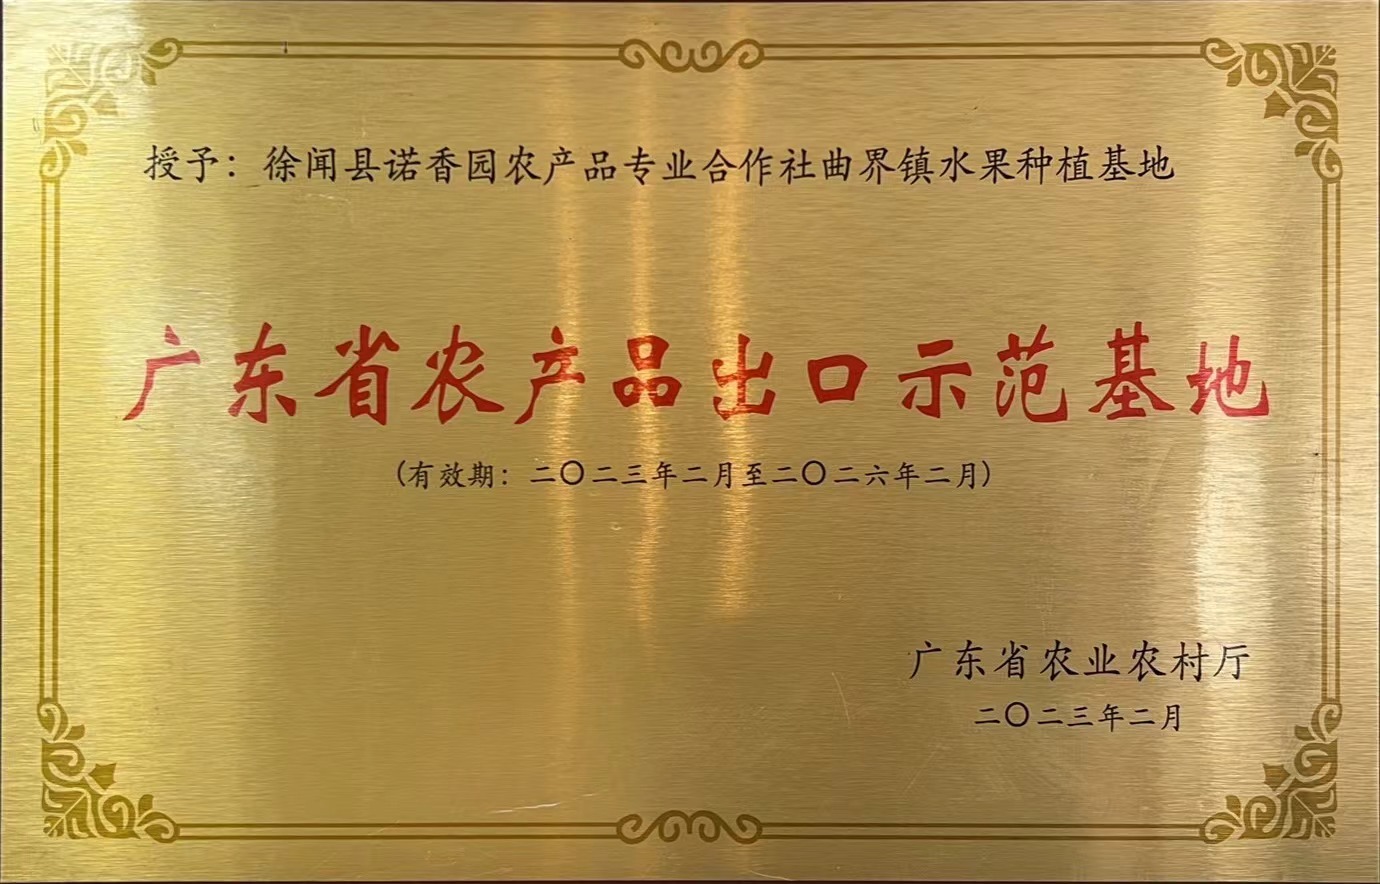 授予：徐闻县诺香园农产品专业合作社曲界镇水果种植基地
广东省农产品出口示范基地
(有效期：二〇二三年二月至二〇二六年二月)
广东省农业农村厅
二〇二三年二月